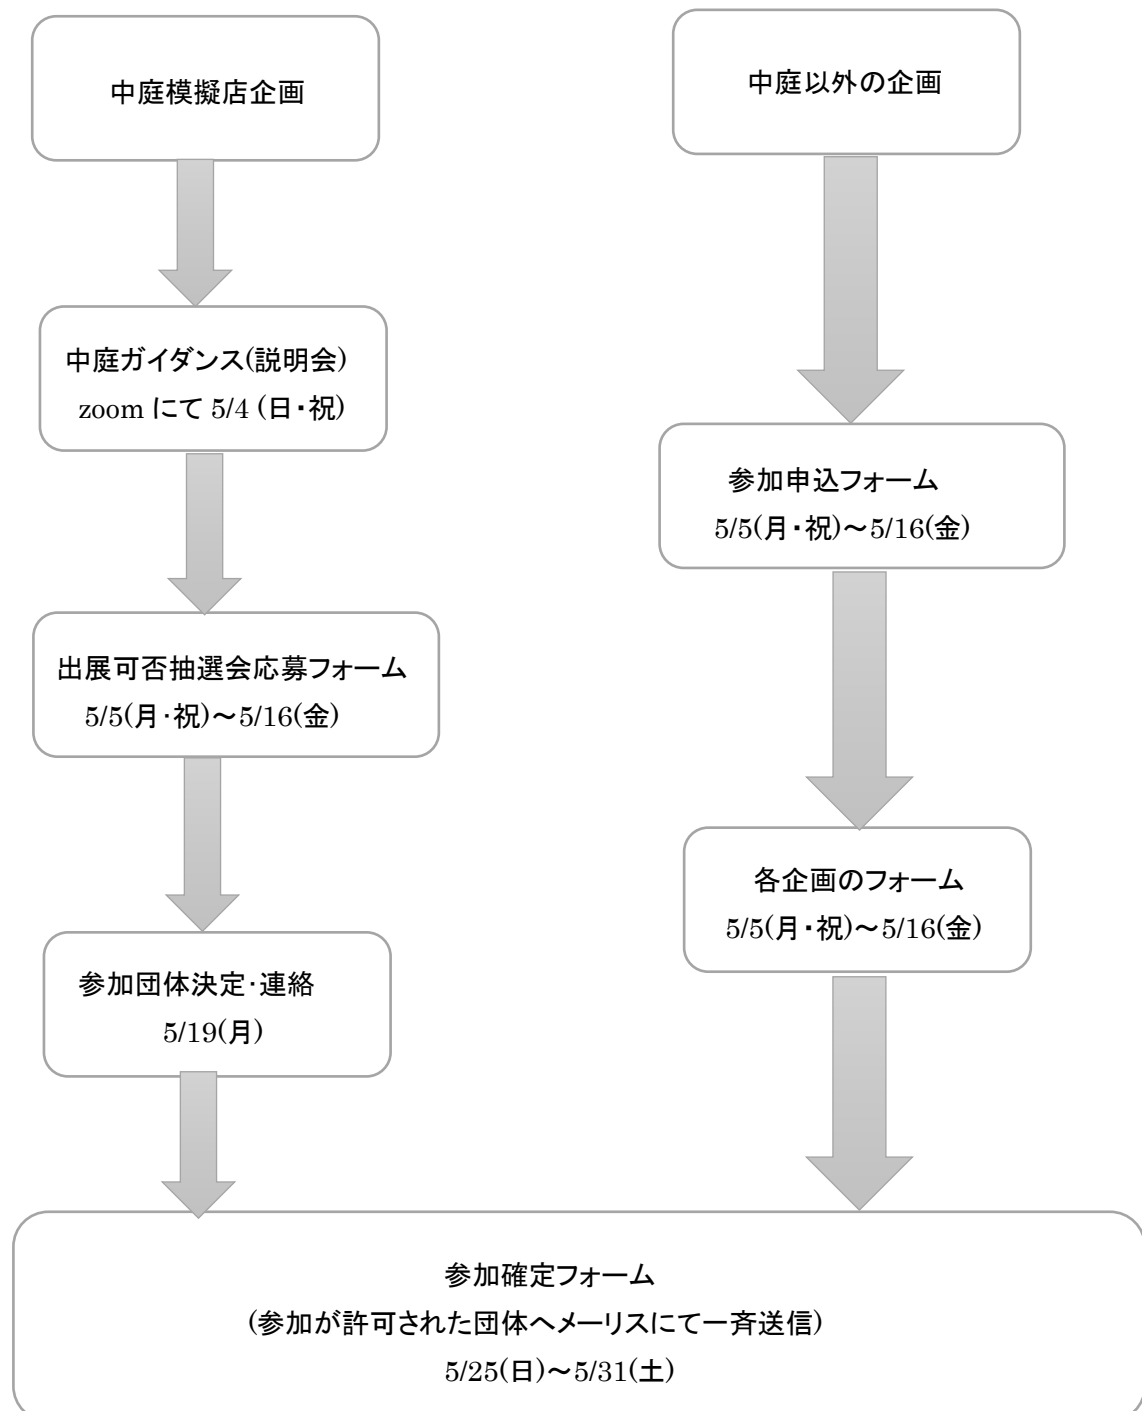 中庭模擬店企画
中庭ガイダンス(説明会)
zoom にて 5/4 (日・祝)
出展可否抽選会応募フォーム
5/5(月・祝)～5/16(金)
参加団体決定・連絡
5/19(月)
中庭以外の企画
参加申込フォーム
5/5(月・祝)～5/16(金)
各企画のフォーム
5/5(月・祝)～5/16(金)
参加確定フォーム
(参加が許可された団体へメーリスにて一斉送信)
5/25(日)～5/31(土)